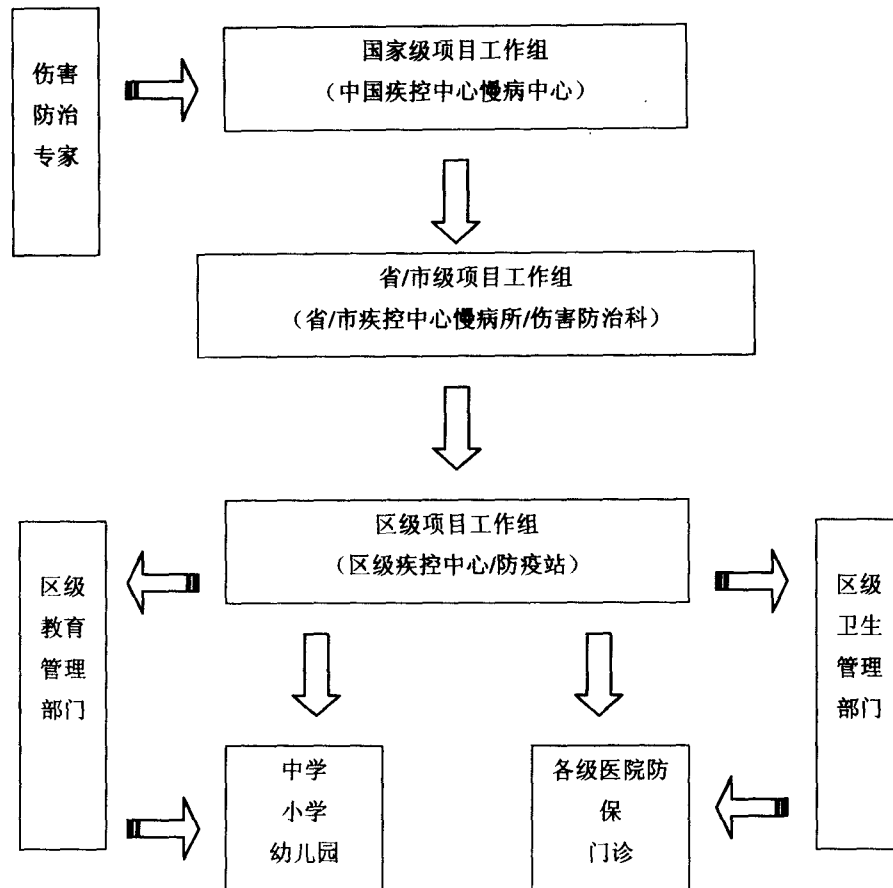 伤害
防治
专家
国家级项目工作组
（中国疾控中心慢病中心）
省/市级项目工作组
（省/市疾控中心慢病所/伤害防治科）
区级项目工作组
（区级疾控中心/防疫站）
区级
教育
管理
部门
区级
卫生
管理
部门
中学
小学
幼儿园
各级医院防
保
门诊